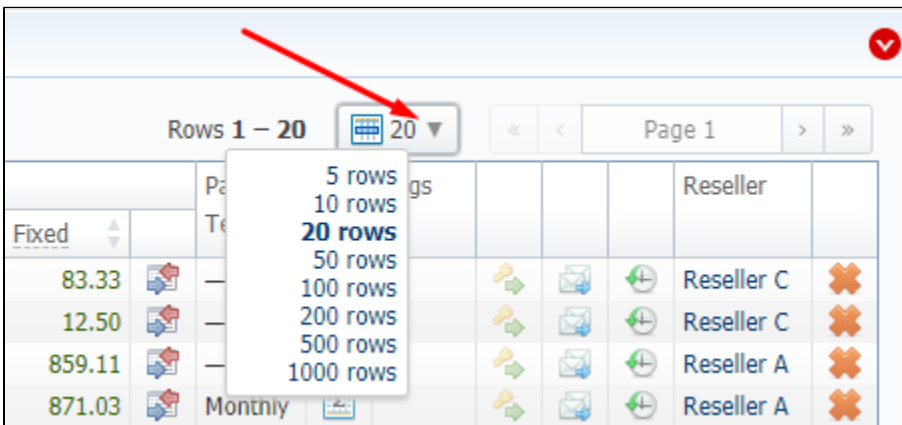 Rows 1 – 20 20 ▼ « < Page 1 > »
5 rows
10 rows
20 rows
50 rows
100 rows
200 rows
500 rows
1000 rows
Reseller
Fixed
83.33 — Reseller C
12.50 — Reseller C
859.11 — Reseller A
871.03 Monthly Reseller A